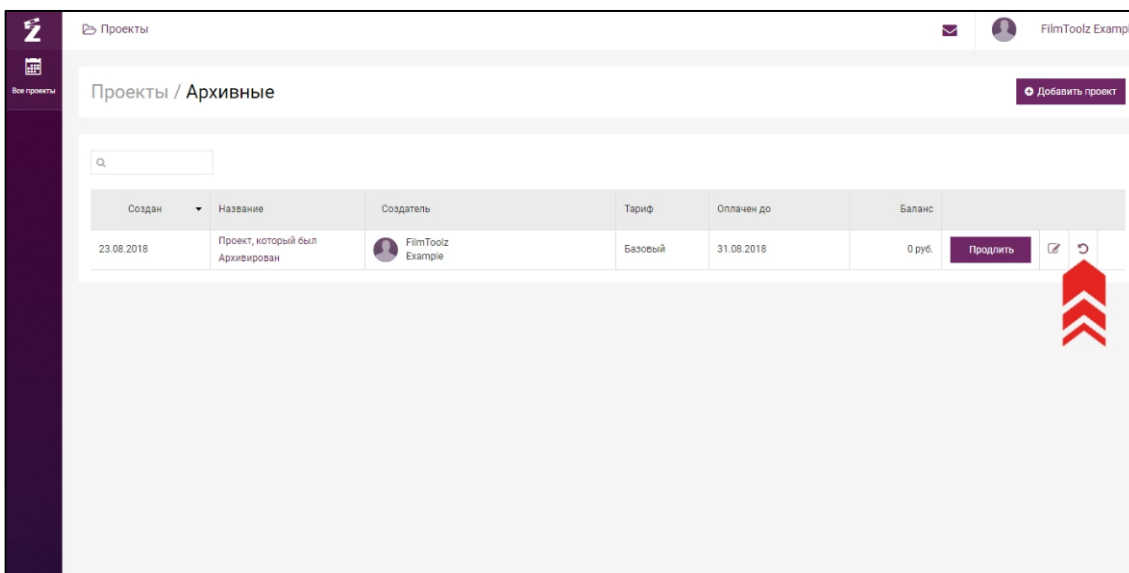 Проекты
FilmToolz Exampl
Все проекты
Проекты / Архивные
Добавить проект
Создан
Название
Создатель
Тариф
Оплачен до
Баланс
23.08.2018
Проект, который был
Архивирован
FilmToolz
Example
Базовый
31.08.2018
0 руб.
Продлить